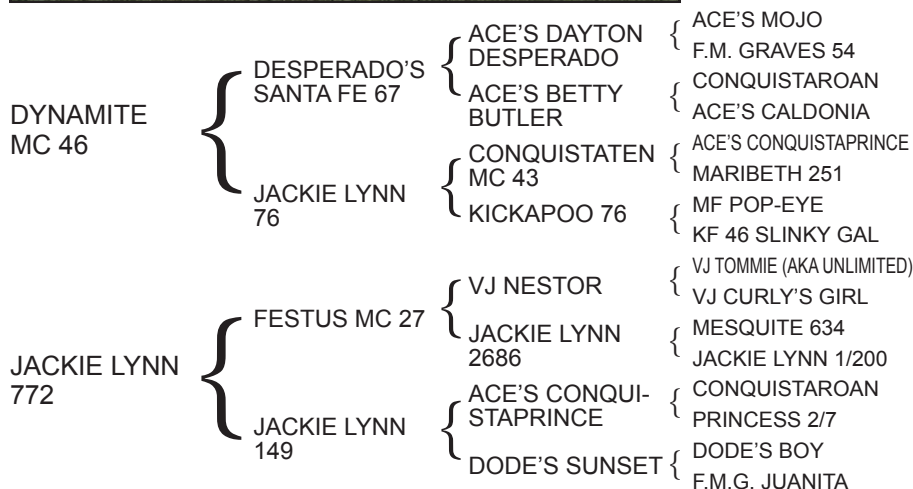 DYNAMITE
MC 46
JACKIE LYNN
772
DESPERADO'S
SANTA FE 67
JACKIE LYNN
76
FESTUS MC 27
JACKIE LYNN
149
ACE'S DAYTON
DESPERADO
ACE'S BETTY
BUTLER
CONQUISTATEN
MC 43
KICKAPOO 76
VJ NESTOR
JACKIE LYNN
2686
ACE'S CONQUI-
STAPRINCE
DODE'S SUNSET
ACE'S MOJO
F.M. GRAVES 54
CONQUISTAROAN
ACE'S CALDONIA
ACE'S CONQUISTAPRINCE
MARIBETH 251
MF POP-EYE
KF 46 SLINKY GAL
VJ TOMMIE (AKA UNLIMITED)
VJ CURLY'S GIRL
MESQUITE 634
JACKIE LYNN 1/200
CONQUISTAROAN
PRINCESS 2/7
DODE'S BOY
F.M.G. JUANITA